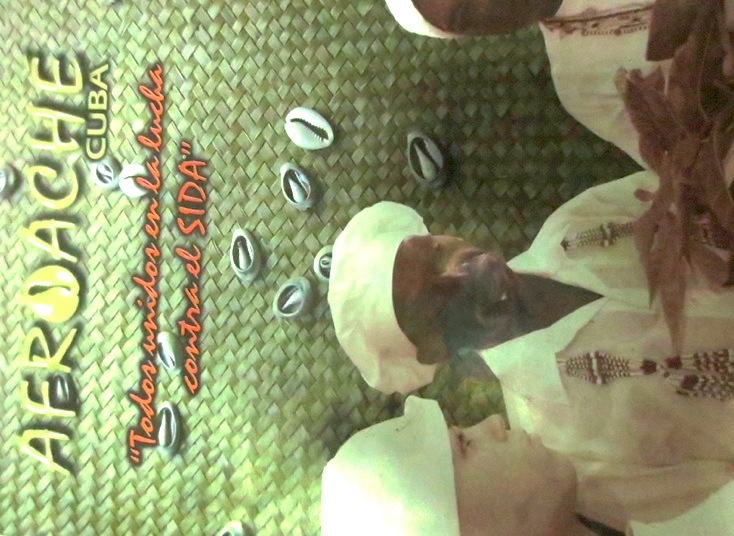 AFROACHE
CUBA
"Todos unidos en la lucha
contra el SIDA"